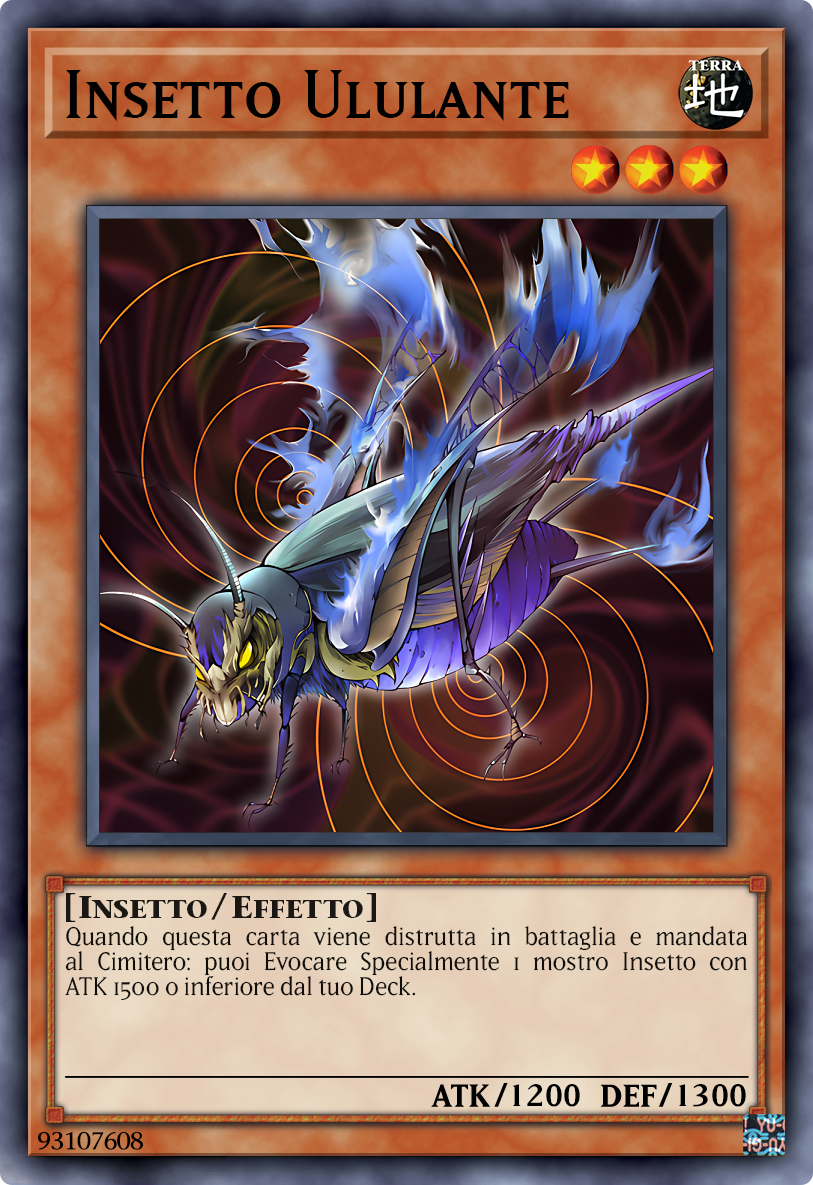 Insetto Ululante
TERRA
地
[Insetto/Effetto]
Quando questa carta viene distrutta in battaglia e mandata
al Cimitero: puoi Evocare Specialmente 1 mostro Insetto con
ATK 1500 o inferiore dal tuo Deck.
ATK/1200 DEF/1300
93107608